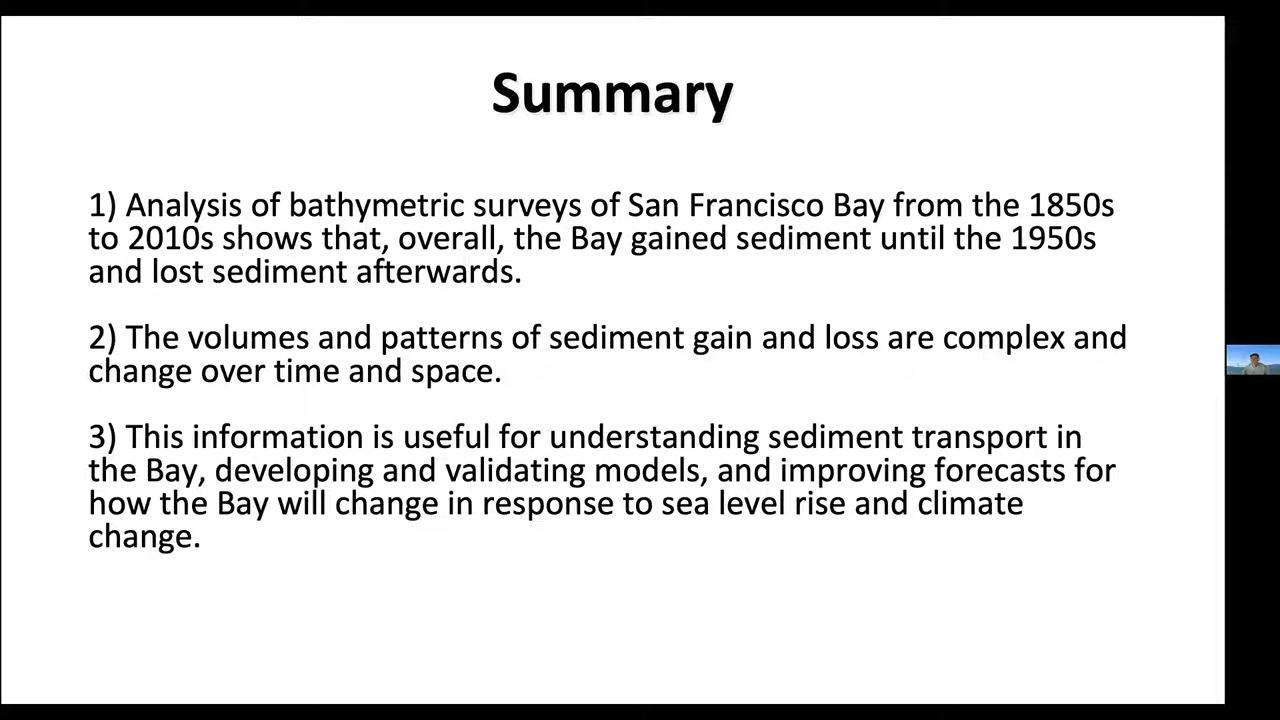 Summary
1) Analysis of bathymetric surveys of San Francisco Bay from the 1850s
to 2010s shows that, overall, the Bay gained sediment until the 1950s
and lost sediment afterwards.
2) The volumes and patterns of sediment gain and loss are complex and
change over time and space.
3) This information is useful for understanding sediment transport in
the Bay, developing and validating models, and improving forecasts for
how the Bay will change in response to sea level rise and climate
change.